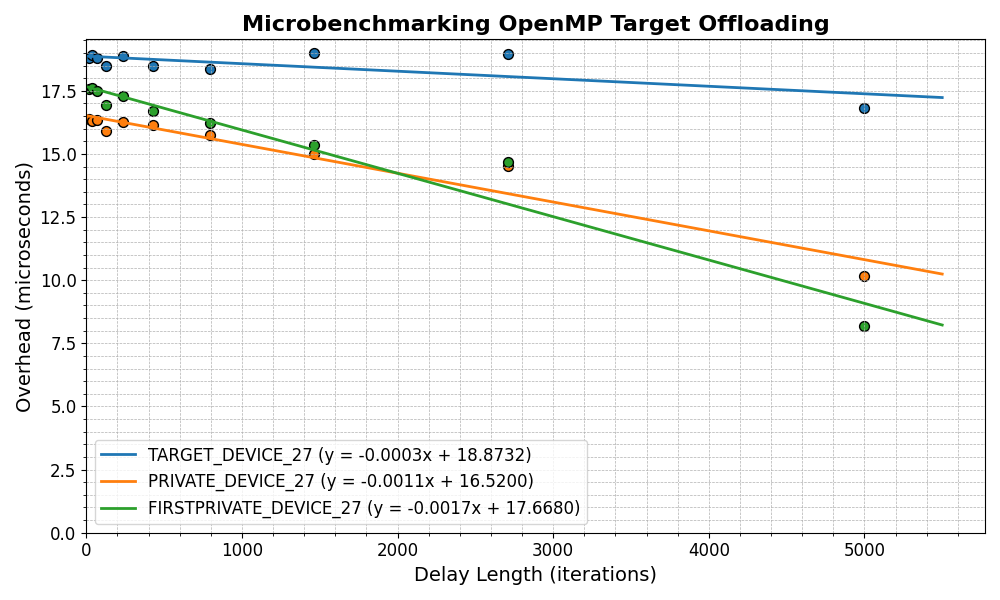 Microbenchmarking OpenMP Target Offloading
Overhead (microseconds)
17.5
15.0
12.5
10.0
7.5
5.0
2.5
0.0
TARGET_DEVICE_27 (y = -0.0003x + 18.8732)
PRIVATE_DEVICE_27 (y = -0.0011x + 16.5200)
FIRSTPRIVATE_DEVICE_27 (y = -0.0017x + 17.6680)
0 1000 2000 3000 4000 5000
Delay Length (iterations)